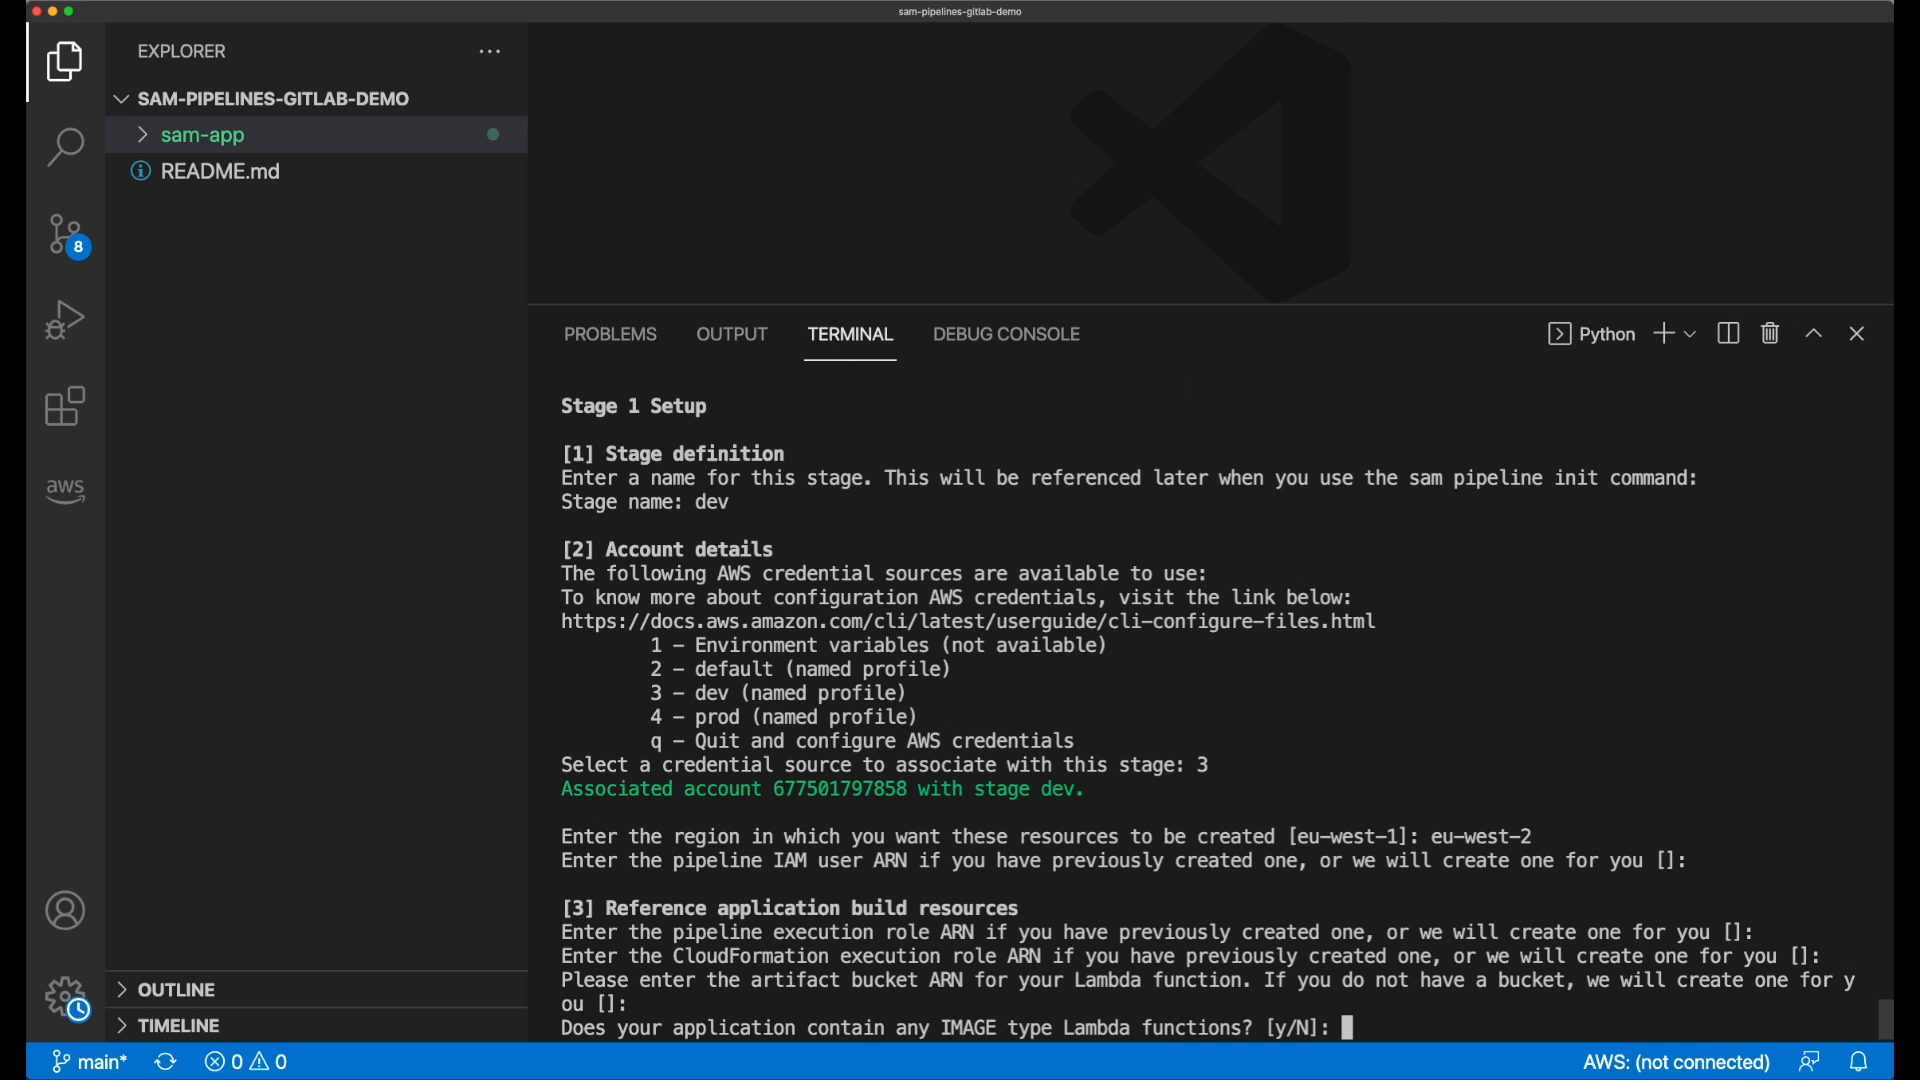 sam-pipelines-gitlab-demo
EXPLORER
SAM-PIPELINES-GITLAB-DEMO
sam-app
README.md
8
aws
OUTLINE
TIMELINE
PROBLEMS
OUTPUT
TERMINAL
DEBUG CONSOLE
Python
Stage 1 Setup
[1] Stage definition
Enter a name for this stage. This will be referenced later when you use the sam pipeline init command:
Stage name: dev
[2] Account details
The following AWS credential sources are available to use:
To know more about configuration AWS credentials, visit the link below:
https://docs.aws.amazon.com/cli/latest/userguide/cli-configure-files.html
1 – Environment variables (not available)
2 – default (named profile)
3 – dev (named profile)
4 – prod (named profile)
q – Quit and configure AWS credentials
Select a credential source to associate with this stage: 3
Associated account 677501797858 with stage dev.
Enter the region in which you want these resources to be created [eu-west-1]: eu-west-2
Enter the pipeline IAM user ARN if you have previously created one, or we will create one for you []:
[3] Reference application build resources
Enter the pipeline execution role ARN if you have previously created one, or we will create one for you []:
Enter the CloudFormation execution role ARN if you have previously created one, or we will create one for you []:
Please enter the artifact bucket ARN for your Lambda function. If you do not have a bucket, we will create one for y
ou []:
Does your application contain any IMAGE type Lambda functions? [y/N]:
main*
0
0
AWS: (not connected)